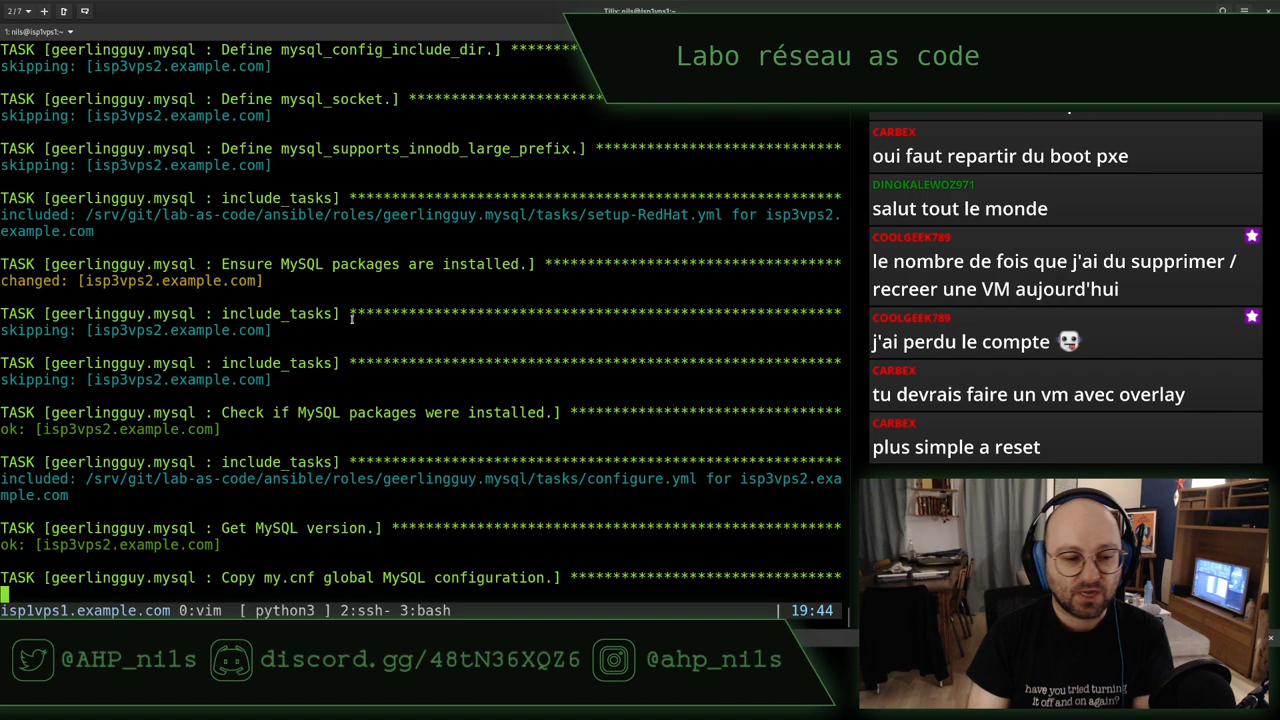 2/7
Tilix: nils@isp1vps1:~
1: nils@isp1vps1:~
Labo réseau as code
TASK [geerlingguy.mysql : Define mysql_config_include_dir.] ********
skipping: [isp3vps2.example.com]
TASK [geerlingguy.mysql : Define mysql_socket.] ***********************
skipping: [isp3vps2.example.com]
TASK [geerlingguy.mysql : Define mysql_supports_innodb_large_prefix.] *****************************
skipping: [isp3vps2.example.com]
TASK [geerlingguy.mysql : include_tasks] **********************************************************
included: /srv/git/lab-as-code/ansible/roles/geerlingguy.mysql/tasks/setup-RedHat.yml for isp3vps2.
example.com
TASK [geerlingguy.mysql : Ensure MySQL packages are installed.] ***********************************
changed: [isp3vps2.example.com]
TASK [geerlingguy.mysql : include_tasks] **********************************************************
skipping: [isp3vps2.example.com]
TASK [geerlingguy.mysql : include_tasks] **********************************************************
skipping: [isp3vps2.example.com]
TASK [geerlingguy.mysql : Check if MySQL packages were installed.] ********************************
ok: [isp3vps2.example.com]
TASK [geerlingguy.mysql : include_tasks] **********************************************************
included: /srv/git/lab-as-code/ansible/roles/geerlingguy.mysql/tasks/configure.yml for isp3vps2.exa
mple.com
TASK [geerlingguy.mysql : Get MySQL version.] *****************************************************
ok: [isp3vps2.example.com]
TASK [geerlingguy.mysql : Copy my.cnf global MySQL configuration.] ********************************
isp1vps1.example.com 0:vim [ python3 ] 2:ssh- 3:bash | 19:44
CARBEX
oui faut repartir du boot pxe
DINOKALEWOZ971
salut tout le monde
COOLGEEK789
le nombre de fois que j'ai du supprimer /
recreer une VM aujourd'hui
COOLGEEK789
j'ai perdu le compte
CARBEX
tu devrais faire un vm avec overlay
CARBEX
plus simple a reset
have you tried turning
it off and on again?
@AHP_nils discord.gg/48tN36XQZ6 @ahp_nils